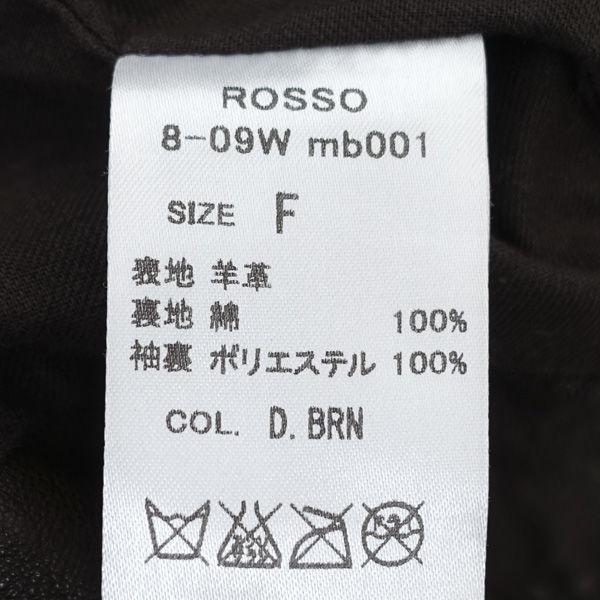 ROSSO
8-09W mb001
SIZE F
表地 羊革
裏地 綿 100%
袖裏 ポリエステル 100%
COL. D.BRN